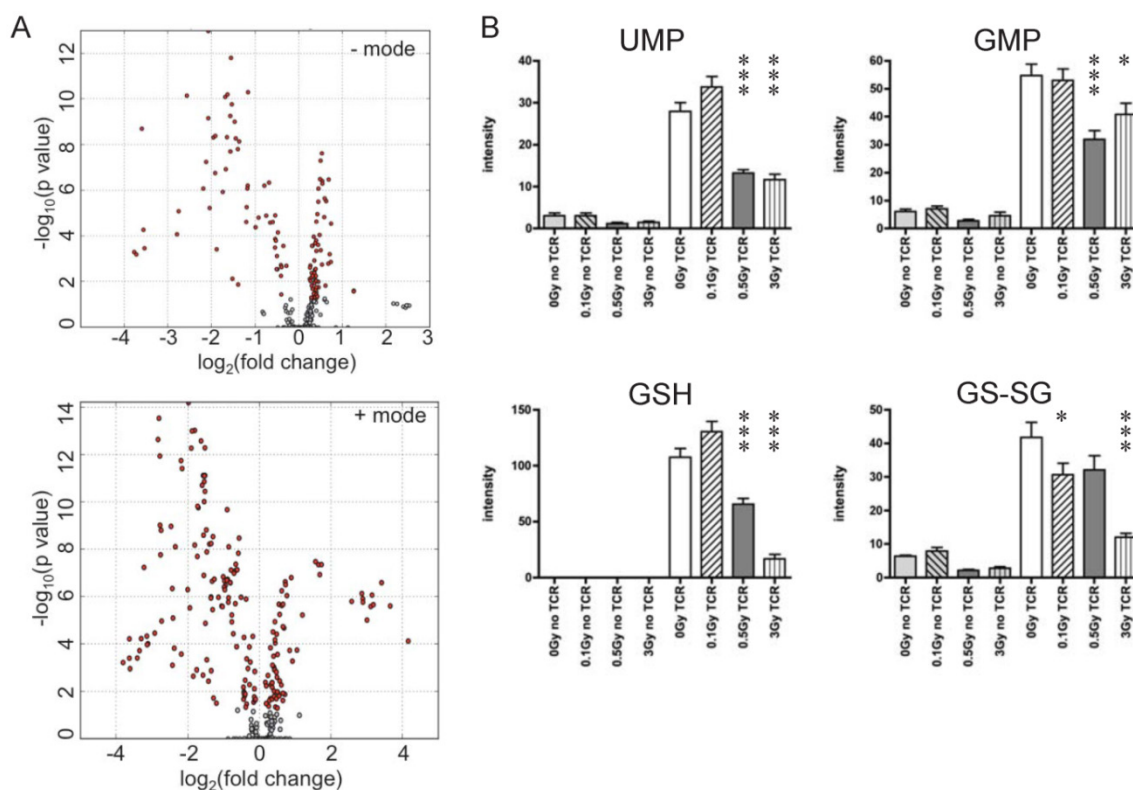 A
- mode
12
10
8
6
4
2
0
-log10(p value)
-4 -3 -2 -1 0 1 2 3
log2(fold change)
+ mode
14
12
10
8
6
4
2
0
-log10(p value)
-4 -2 0 2 4
log2(fold change)
B
UMP
40
30
20
10
0
intensity
***
***
0Gy no TCR
0.1Gy no TCR
0.5Gy no TCR
3Gy no TCR
0Gy TCR
0.1Gy TCR
0.5Gy TCR
3Gy TCR
GMP
60
50
40
30
20
10
0
intensity
***
*
0Gy no TCR
0.1Gy no TCR
0.5Gy no TCR
3Gy no TCR
0Gy TCR
0.1Gy TCR
0.5Gy TCR
3Gy TCR
GSH
150
100
50
0
intensity
***
***
0Gy no TCR
0.1Gy no TCR
0.5Gy no TCR
3Gy no TCR
0Gy TCR
0.1Gy TCR
0.5Gy TCR
3Gy TCR
GS-SG
50
40
30
20
10
0
intensity
*
***
0Gy no TCR
0.1Gy no TCR
0.5Gy no TCR
3Gy no TCR
0Gy TCR
0.1Gy TCR
0.5Gy TCR
3Gy TCR